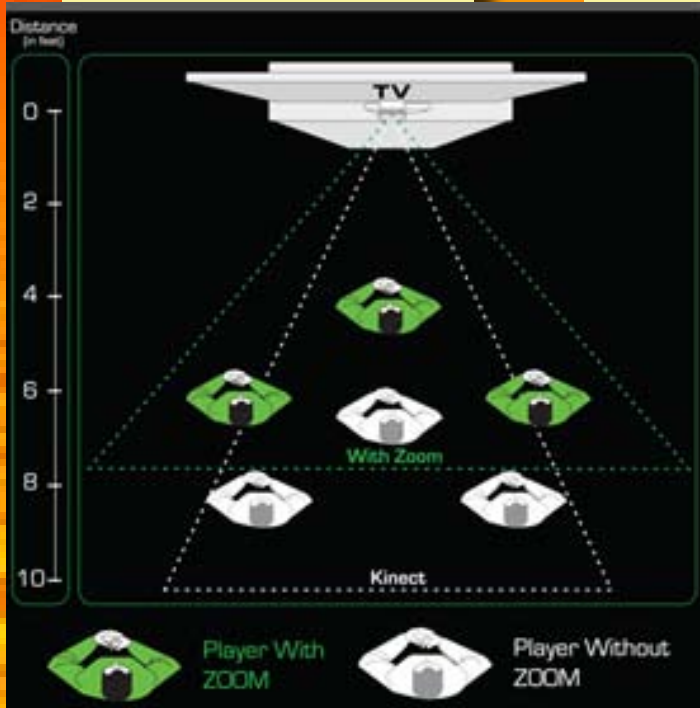 Distance
(in feet)
TV
0
2
4
6
With Zoom
8
Kinect
10
Player With
ZOOM
Player Without
ZOOM